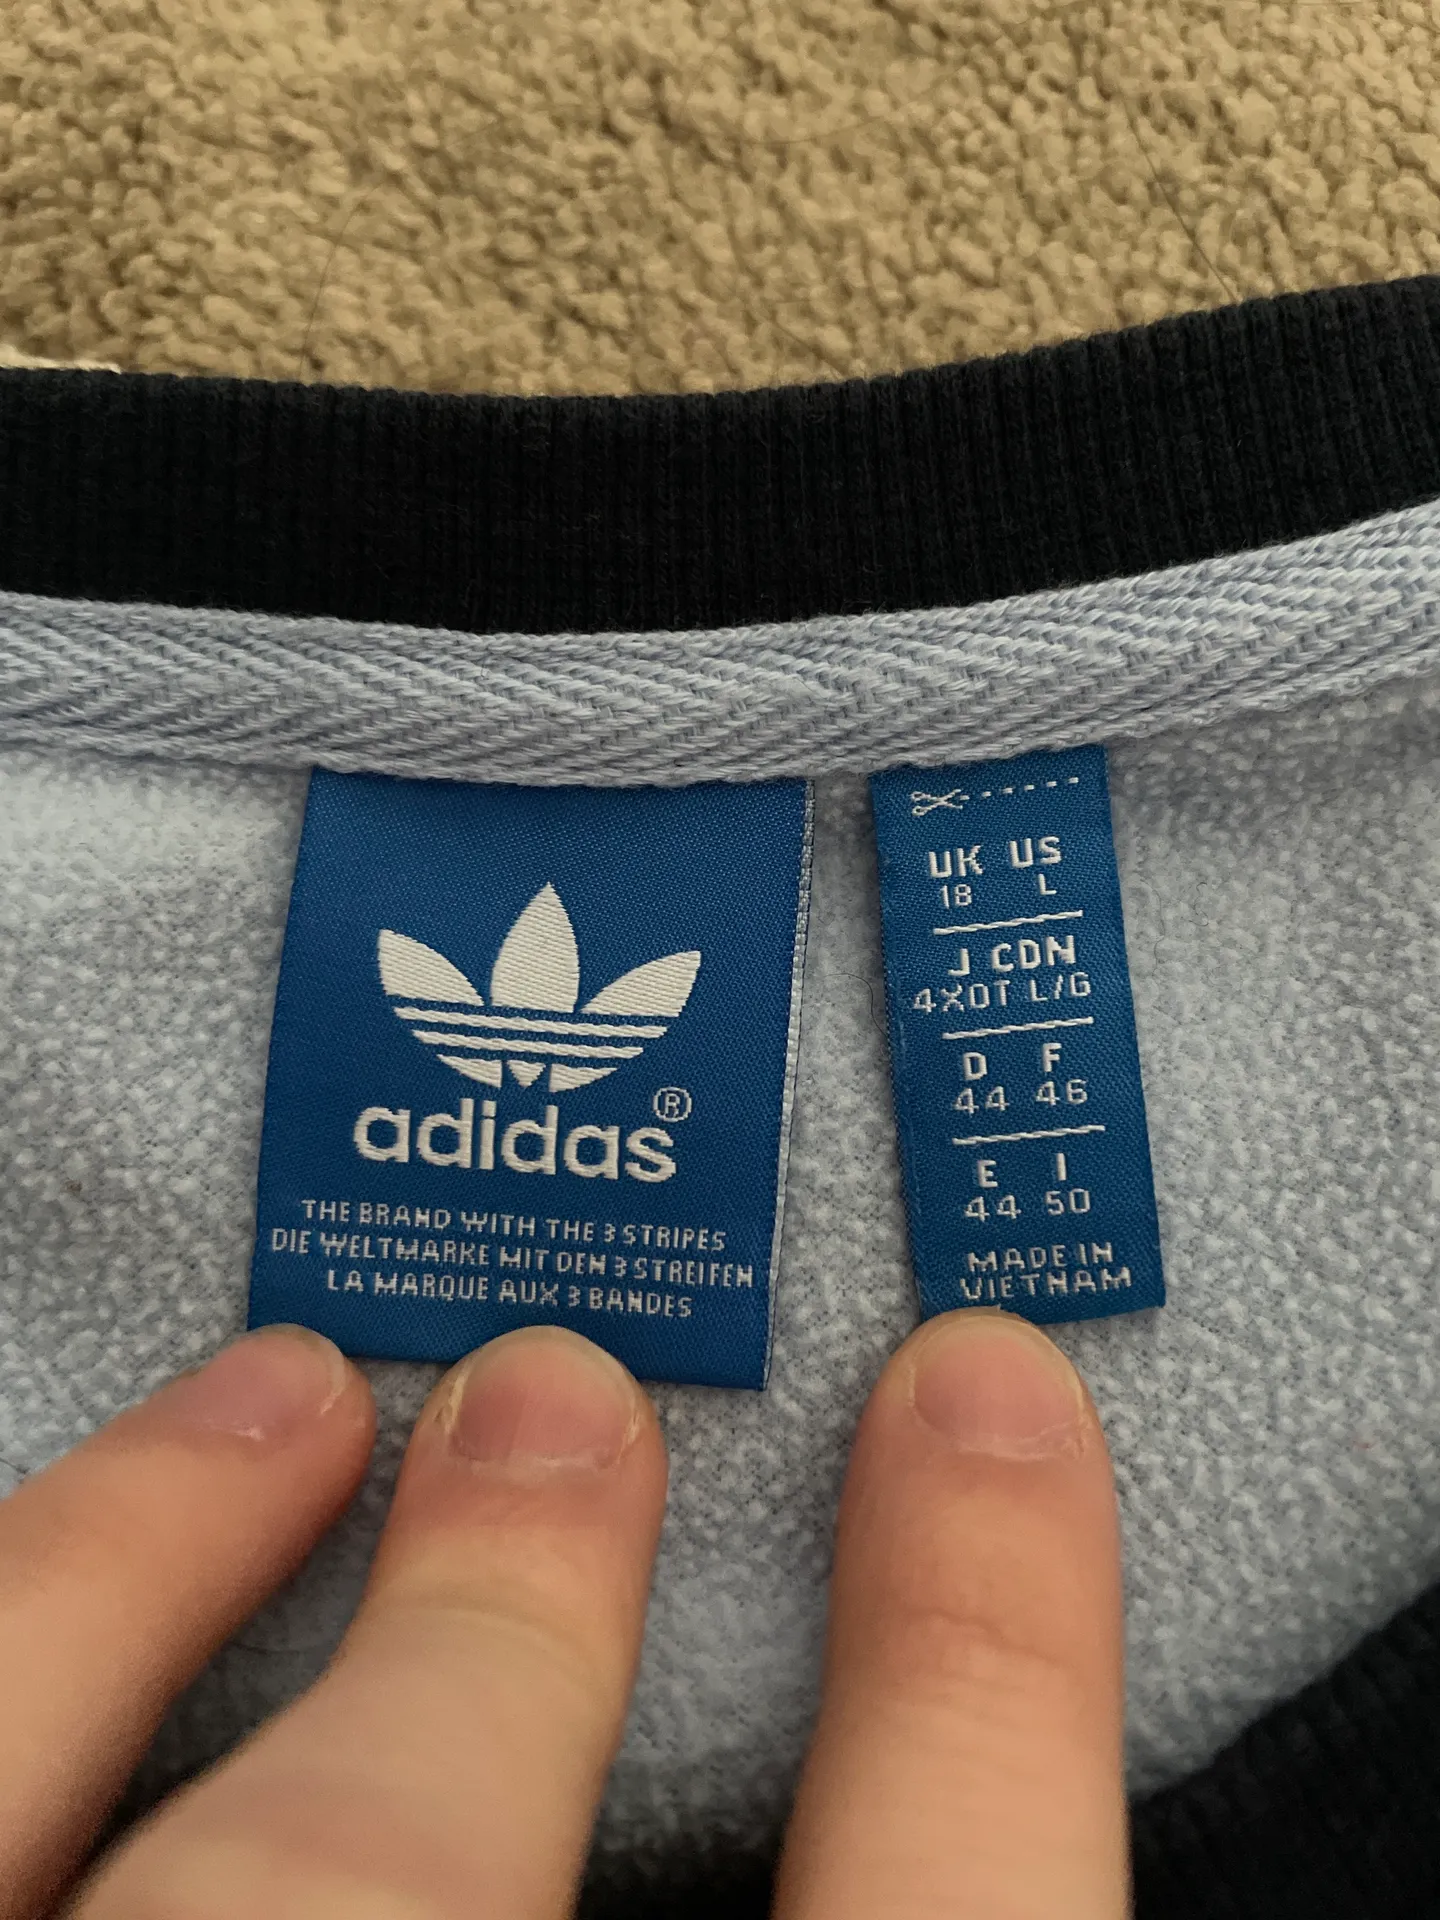 adidas®
THE BRAND WITH THE 3 STRIPES
DIE WELTMARKE MIT DEN 3 STREIFEN
LA MARQUE AUX 3 BANDES
UK US
18 L
J CDN
4XOT L/G
D F
44 46
E I
44 50
MADE IN
VIETNAM